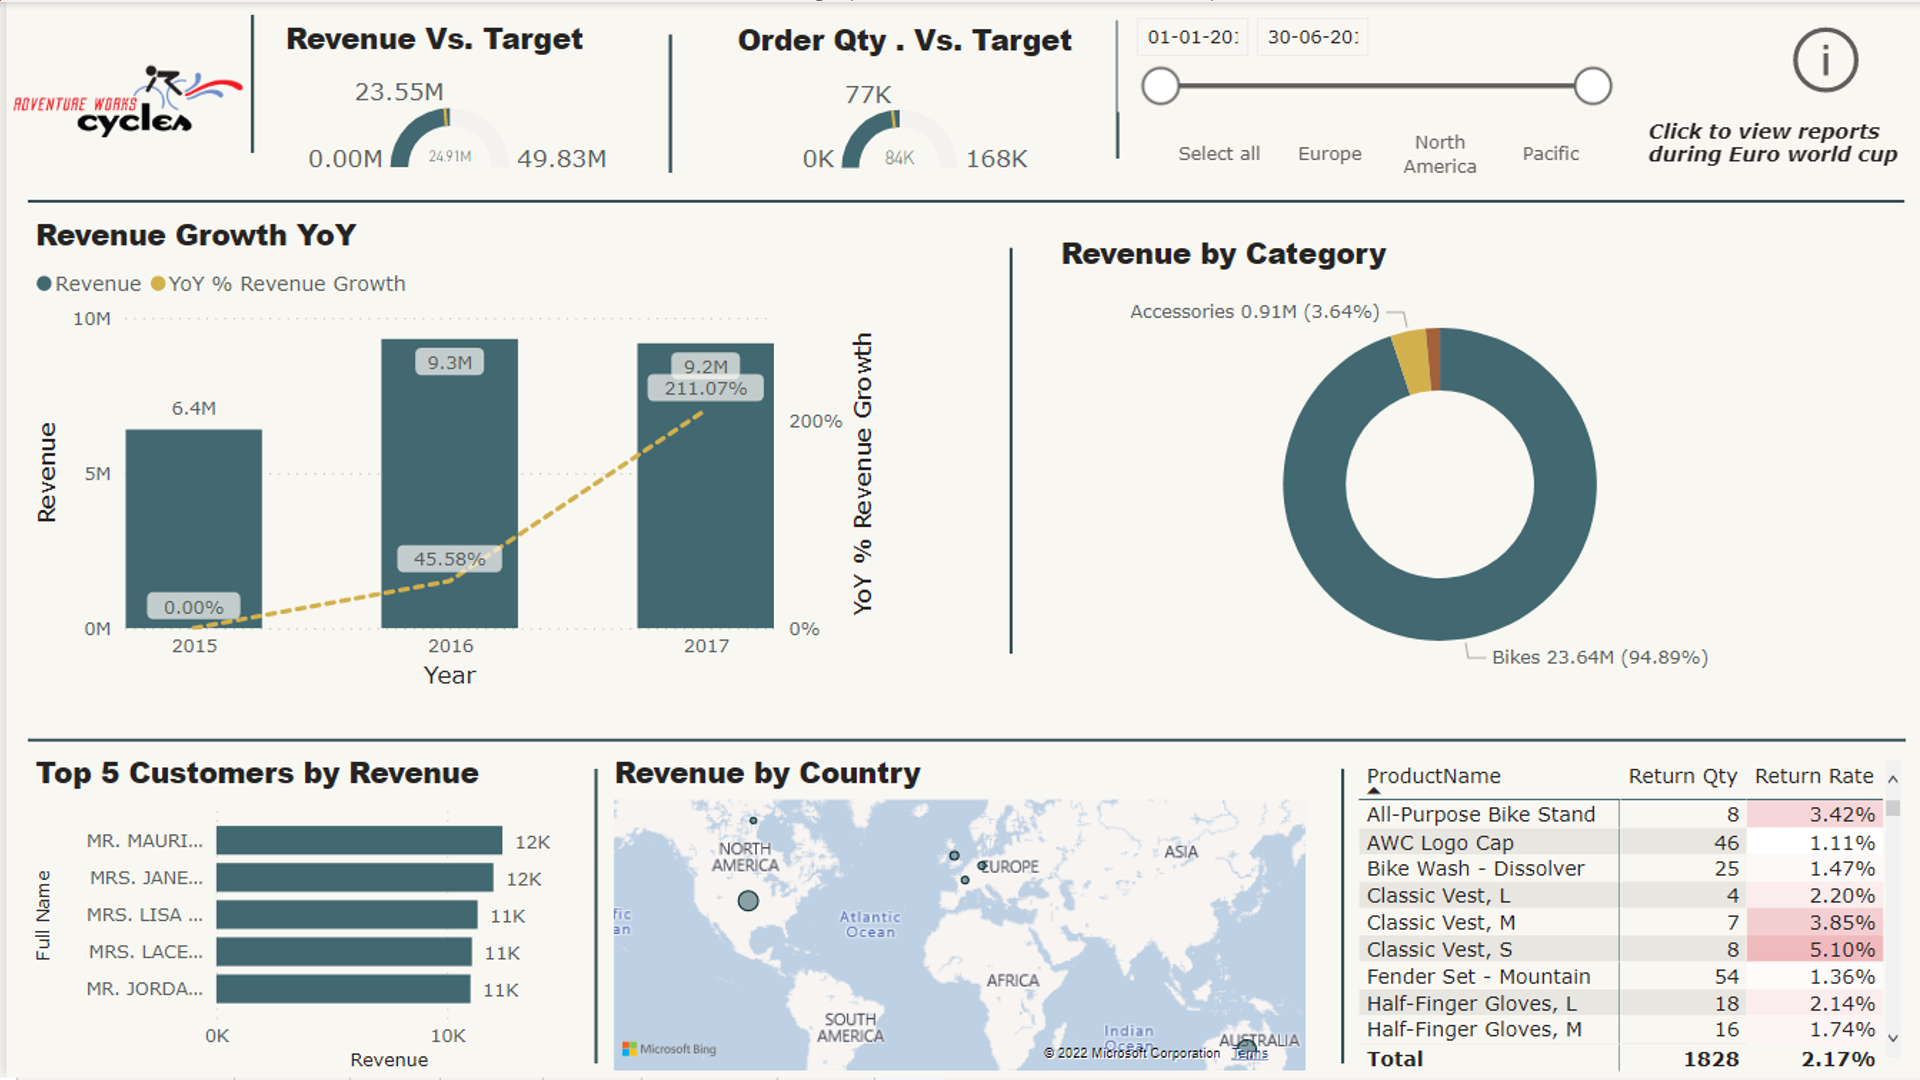 ADVENTURE WORKS
cycles
Revenue Vs. Target
23.55M
0.00M
24.91M
49.83M
Order Qty . Vs. Target
77K
0K
84K
168K
01-01-201
30-06-201
Select all
Europe
North
America
Pacific
i
Click to view reports
during Euro world cup
Revenue Growth YoY
Revenue
YoY % Revenue Growth
10M
5M
0M
Revenue
6.4M
9.3M
9.2M
211.07%
45.58%
0.00%
200%
0%
YoY % Revenue Growth
2015
2016
2017
Year
Revenue by Category
Accessories 0.91M (3.64%)
Bikes 23.64M (94.89%)
Top 5 Customers by Revenue
Full Name
MR. MAURI... 12K
MRS. JANE... 12K
MRS. LISA ... 11K
MRS. LACE... 11K
MR. JORDA... 11K
0K
10K
Revenue
Revenue by Country
NORTH
AMERICA
EUROPE
ASIA
fic
an
Atlantic
Ocean
AFRICA
SOUTH
AMERICA
Indian
Ocean
AUSTRALIA
Microsoft Bing
© 2022 Microsoft Corporation Terms
ProductName Return Qty Return Rate
All-Purpose Bike Stand 8 3.42%
AWC Logo Cap 46 1.11%
Bike Wash - Dissolver 25 1.47%
Classic Vest, L 4 2.20%
Classic Vest, M 7 3.85%
Classic Vest, S 8 5.10%
Fender Set - Mountain 54 1.36%
Half-Finger Gloves, L 18 2.14%
Half-Finger Gloves, M 16 1.74%
Total 1828 2.17%